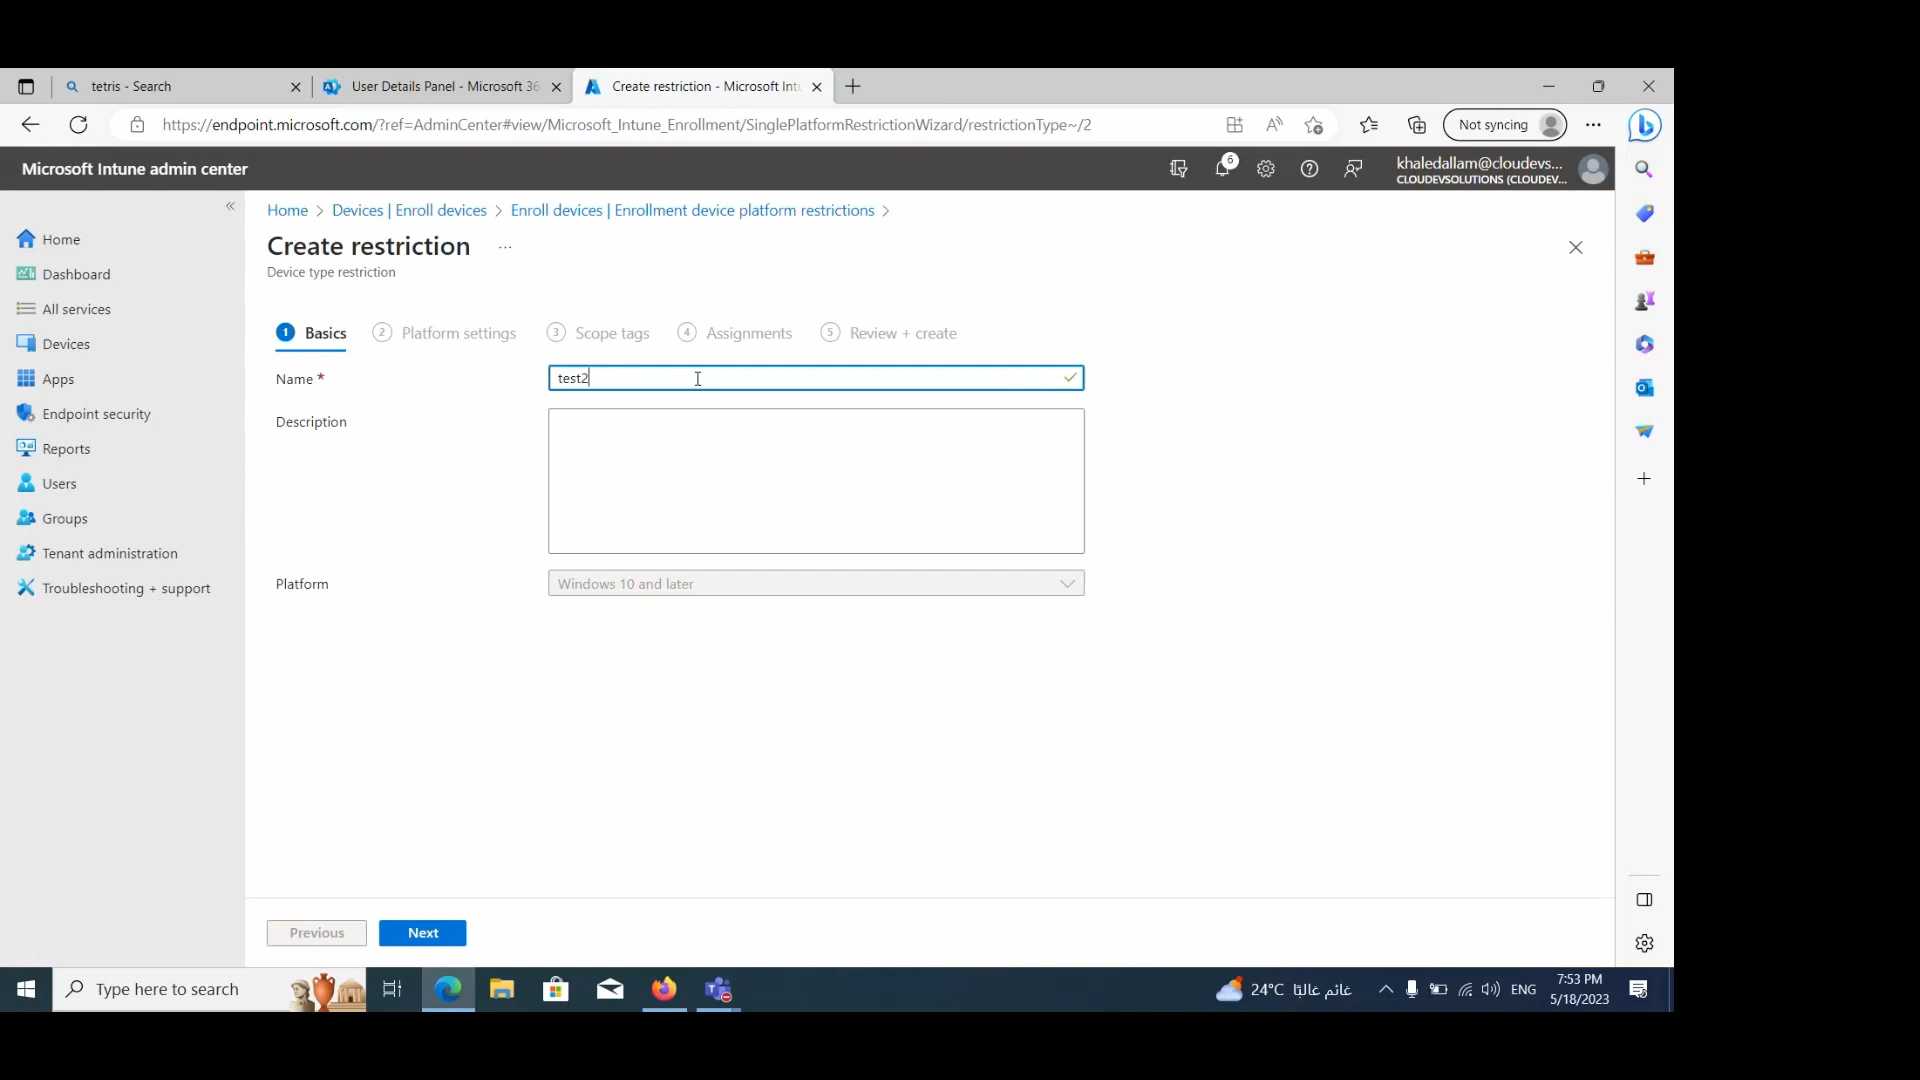 tetris - Search
User Details Panel - Microsoft 36
Create restriction - Microsoft Intu
https://endpoint.microsoft.com/?ref=AdminCenter#view/Microsoft_Intune_Enrollment/SinglePlatformRestrictionWizard/restrictionType~/2
Not syncing
Microsoft Intune admin center
6
khaledallam@cloudevs...
CLOUDEVSOLUTIONS (CLOUDEV...
Home > Devices | Enroll devices > Enroll devices | Enrollment device platform restrictions >
Create restriction ...
Device type restriction
Home
Dashboard
All services
Devices
Apps
Endpoint security
Reports
Users
Groups
Tenant administration
Troubleshooting + support
1 Basics 2 Platform settings 3 Scope tags 4 Assignments 5 Review + create
Name *
test2
Description
Platform
Windows 10 and later
Previous
Next
Type here to search
24°C غائم غالبًا
ENG
7:53 PM
5/18/2023